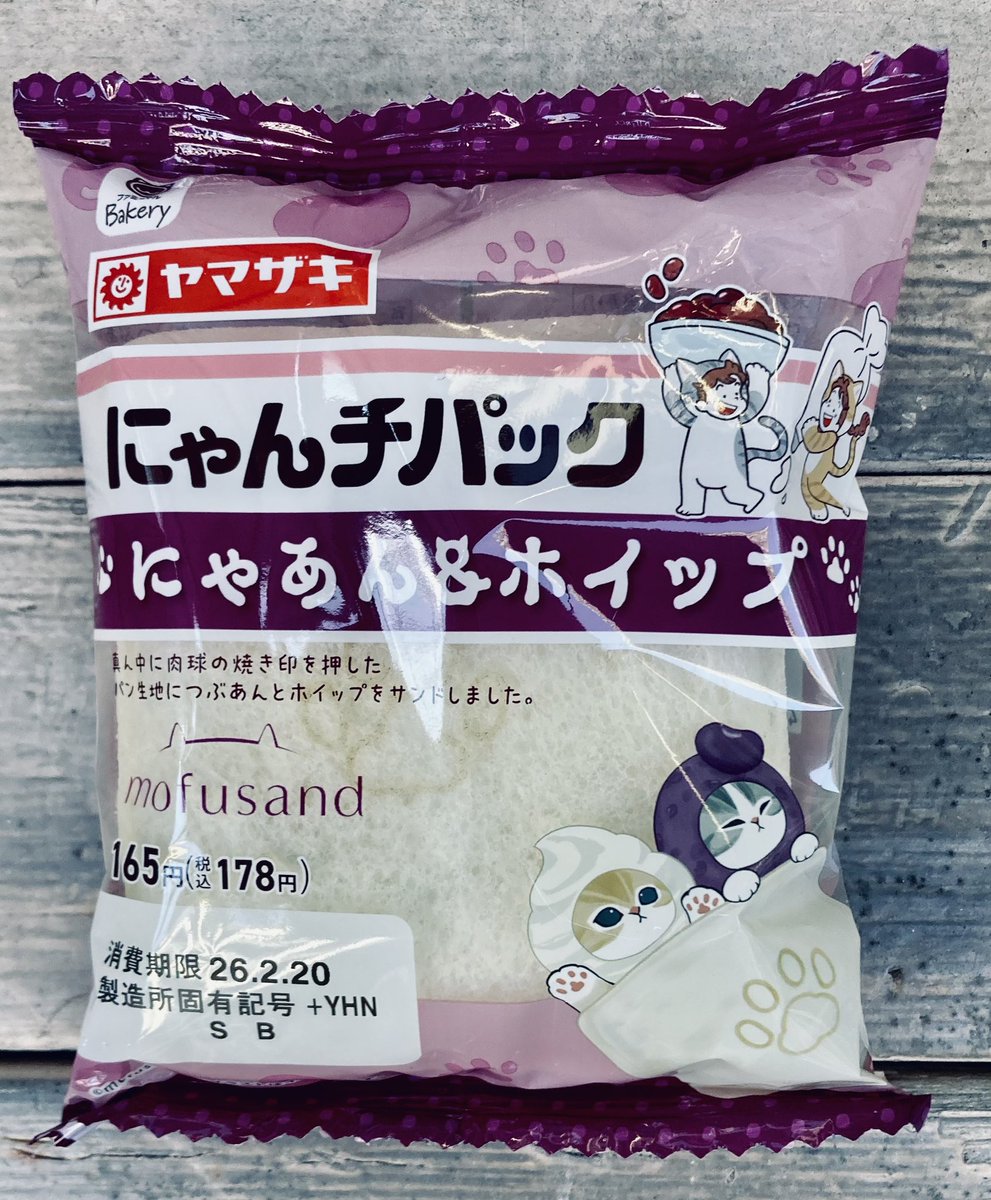 Bakery
ヤマザキ
にゃんチパック
にゃあん&ホイップ
真ん中に肉球の焼き印を押した
パン生地につぶあんとホイップをサンドしました。
mofusand
165円(税込178円)
消費期限 26.2.20
製造所固有記号 +YHN
S B